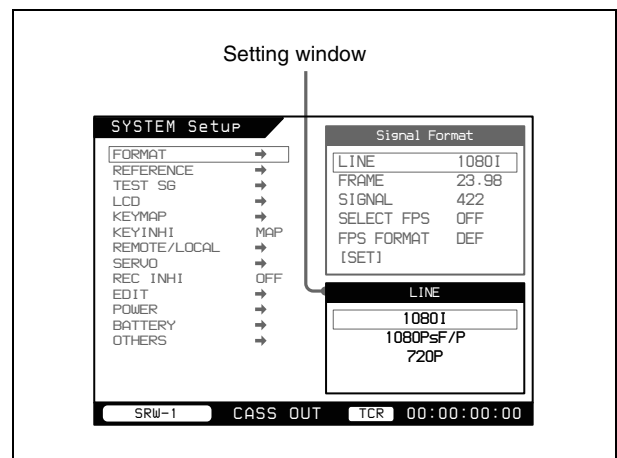 Setting window
SYSTEM Setup
FORMAT ➡
REFERENCE ➡
TEST SG ➡
LCD ➡
KEYMAP ➡
KEYINHI MAP
REMOTE/LOCAL ➡
SERVO ➡
REC INHI OFF
EDIT ➡
POWER ➡
BATTERY ➡
OTHERS ➡
Signal Format
LINE 1080I
FRAME 23.98
SIGNAL 422
SELECT FPS OFF
FPS FORMAT DEF
[SET]
LINE
1080I
1080PsF/P
720P
SRW-1 CASS OUT TCR 00:00:00:00